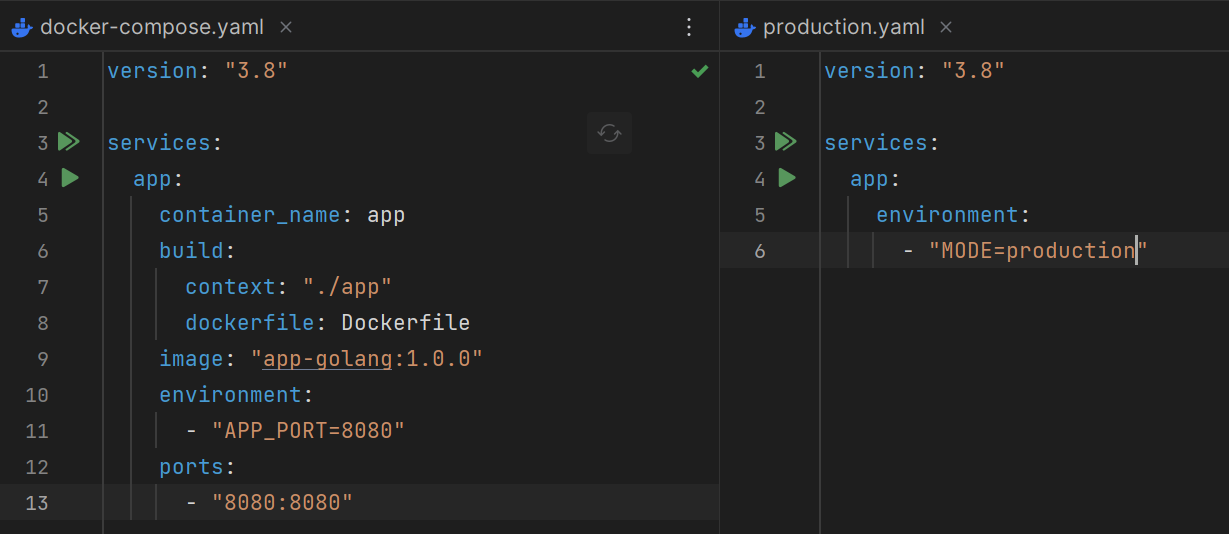 docker-compose.yaml
1 version: "3.8"
2
3 services:
4   app:
5     container_name: app
6     build:
7       context: "./app"
8       dockerfile: Dockerfile
9     image: "app-golang:1.0.0"
10     environment:
11       - "APP_PORT=8080"
12     ports:
13       - "8080:8080"
production.yaml
1 version: "3.8"
2
3 services:
4   app:
5     environment:
6       - "MODE=production"